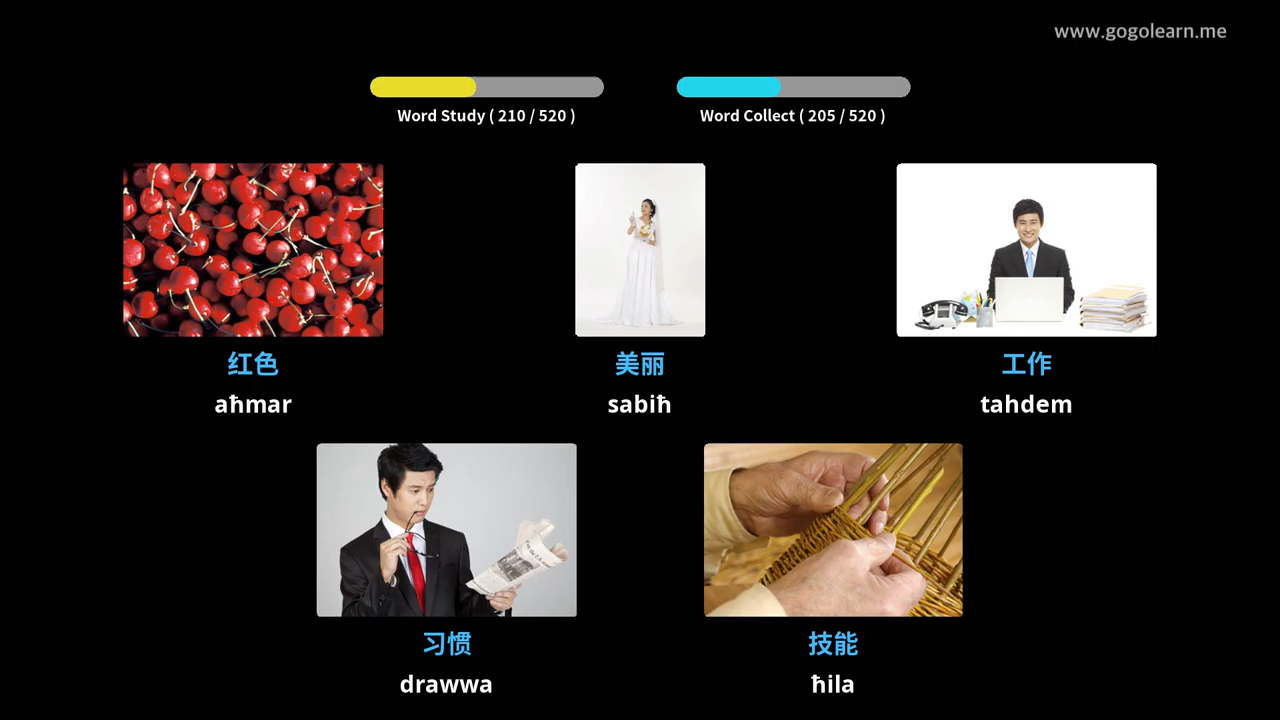 www.gogolearn.me
Word Study ( 210 / 520 )
Word Collect ( 205 / 520 )
红色
美丽
工作
aħmar
sabiħ
tahdem
习惯
技能
drawwa
ħila